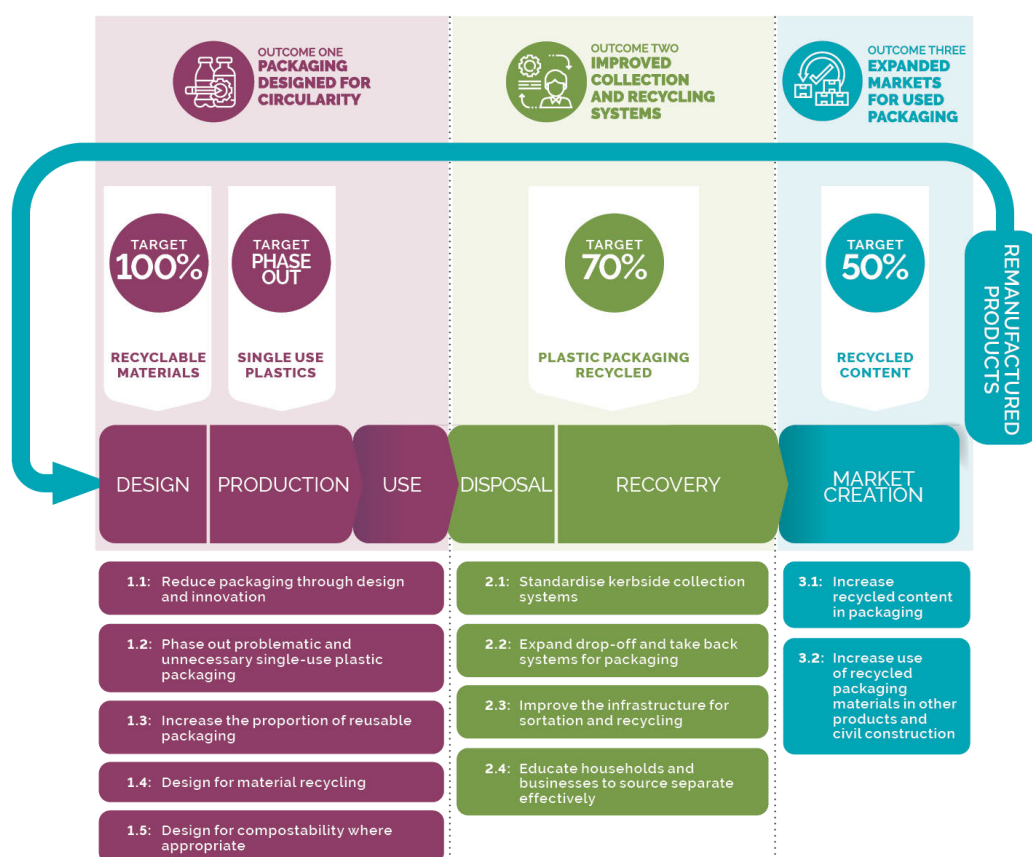 OUTCOME ONE
PACKAGING
DESIGNED FOR
CIRCULARITY
OUTCOME TWO
IMPROVED
COLLECTION
AND RECYCLING
SYSTEMS
OUTCOME THREE
EXPANDED
MARKETS
FOR USED
PACKAGING
TARGET
100%
RECYCLABLE
MATERIALS
TARGET
PHASE
OUT
SINGLE USE
PLASTICS
TARGET
70%
PLASTIC PACKAGING
RECYCLED
TARGET
50%
RECYCLED
CONTENT
REMANUFACTURED
PRODUCTS
DESIGN
PRODUCTION
USE
DISPOSAL
RECOVERY
MARKET
CREATION
1.1: Reduce packaging through design
and innovation
1.2: Phase out problematic and
unnecessary single-use plastic
packaging
1.3: Increase the proportion of reusable
packaging
1.4: Design for material recycling
1.5: Design for compostability where
appropriate
2.1: Standardise kerbside collection
systems
2.2: Expand drop-off and take back
systems for packaging
2.3: Improve the infrastructure for
sortation and recycling
2.4: Educate households and
businesses to source separate
effectively
3.1: Increase
recycled content
in packaging
3.2: Increase use
of recycled
packaging
materials in other
products and
civil construction